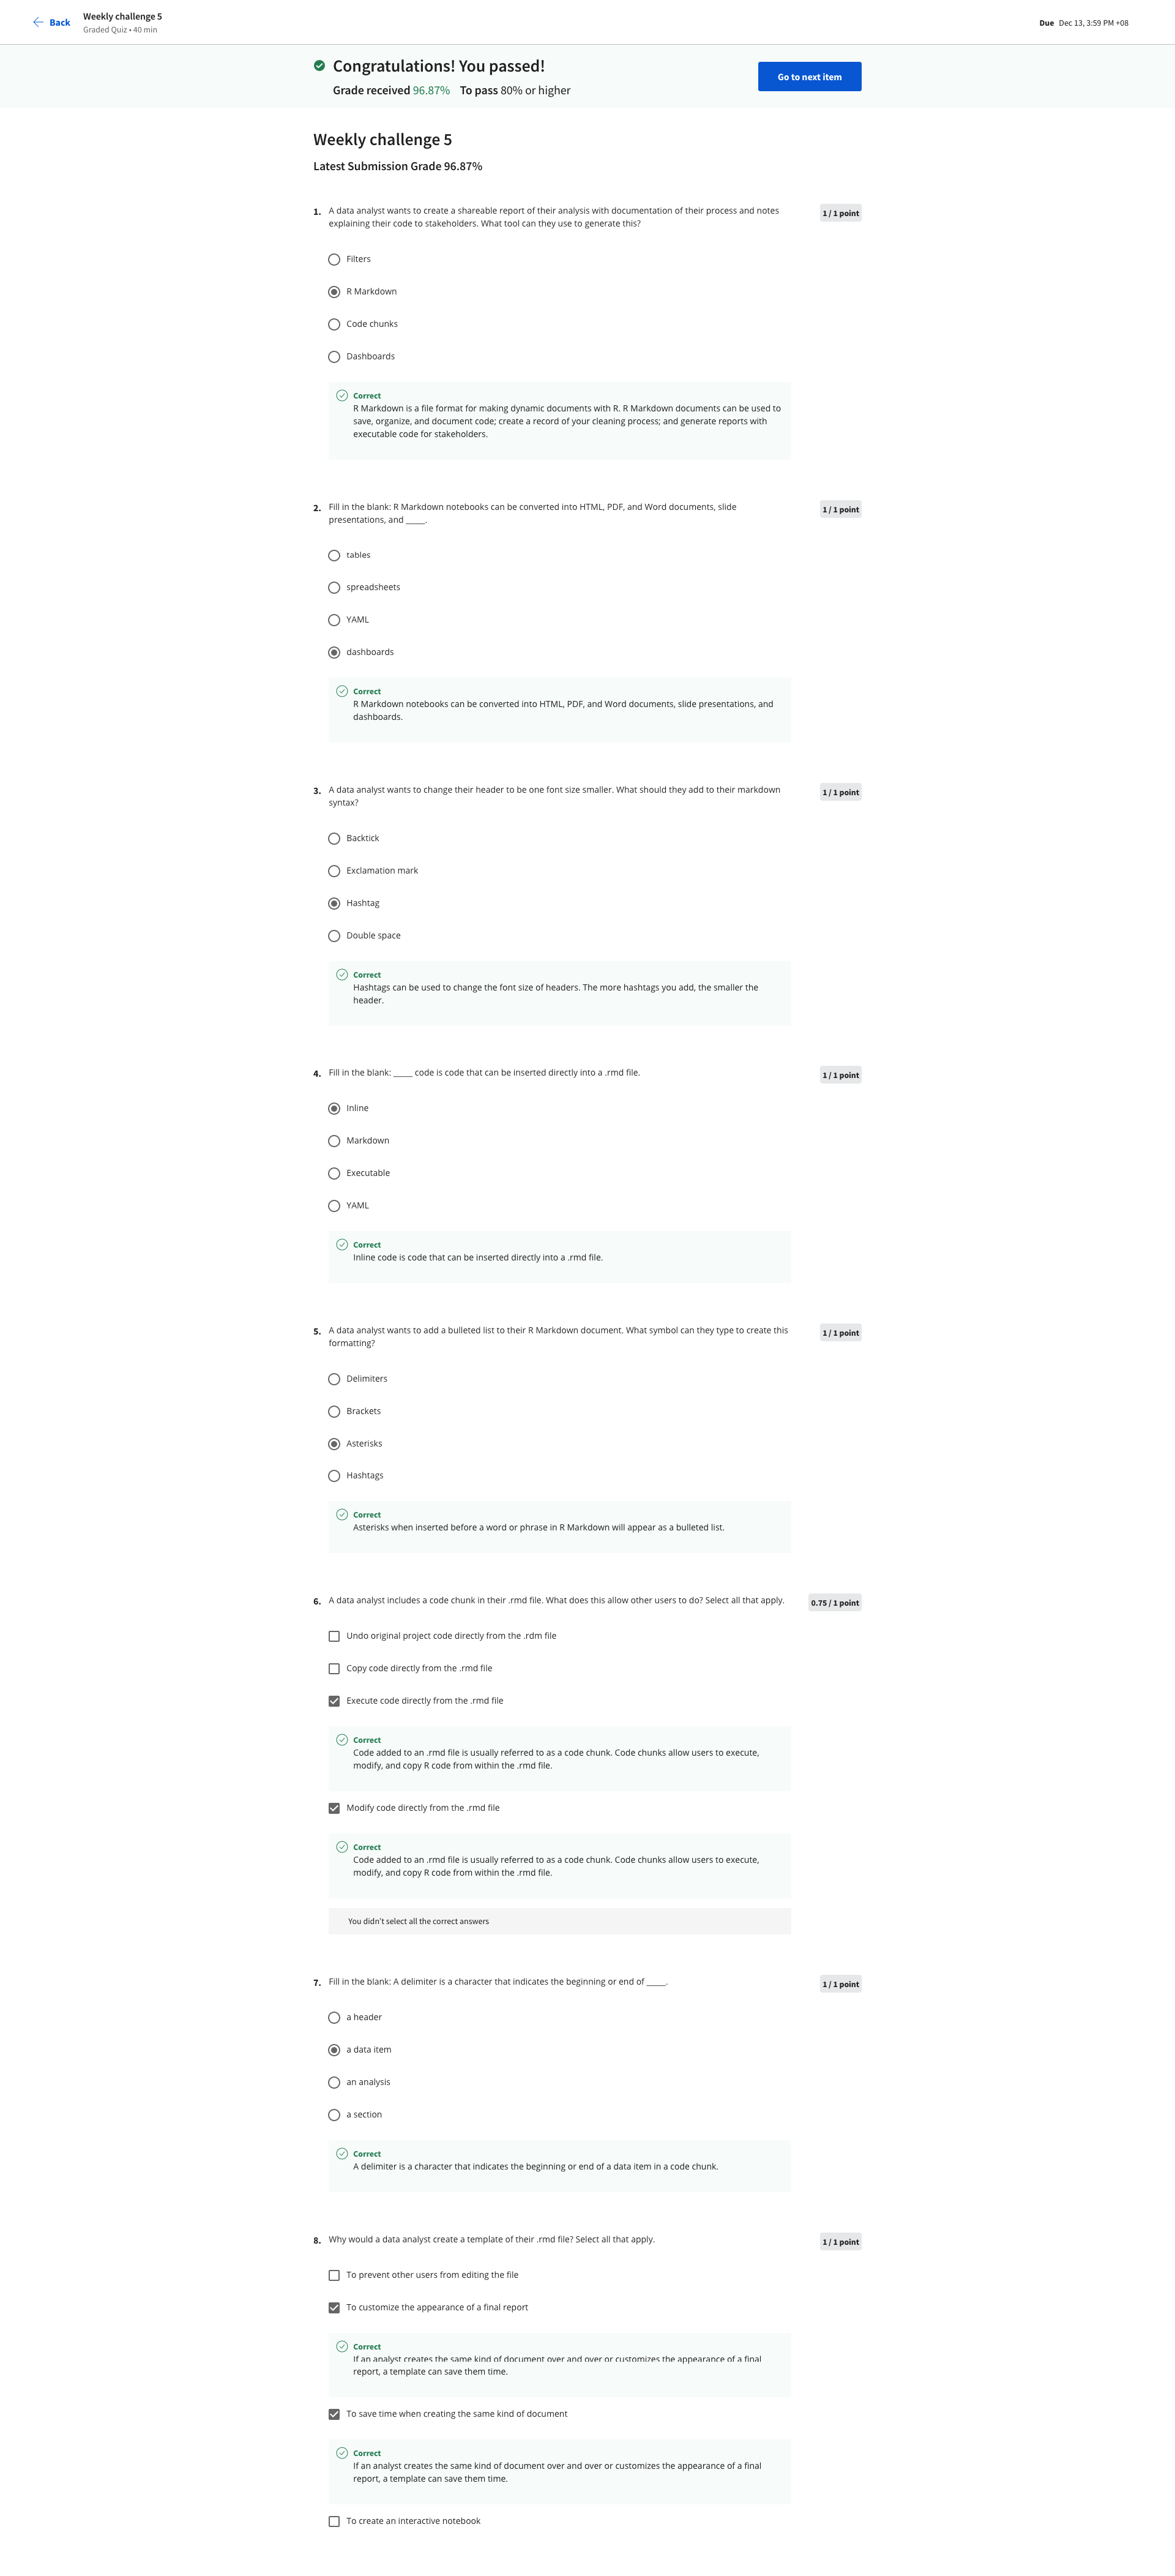 Back
Weekly challenge 5
Graded Quiz • 40 min
Due Dec 13, 3:59 PM +08
Congratulations! You passed!
Grade received 96.87% To pass 80% or higher
Go to next item
Weekly challenge 5
Latest Submission Grade 96.87%
1. A data analyst wants to create a shareable report of their analysis with documentation of their process and notes
explaining their code to stakeholders. What tool can they use to generate this?
1 / 1 point
Filters
R Markdown
Code chunks
Dashboards
Correct
R Markdown is a file format for making dynamic documents with R. R Markdown documents can be used to
save, organize, and document code; create a record of your cleaning process; and generate reports with
executable code for stakeholders.
2. Fill in the blank: R Markdown notebooks can be converted into HTML, PDF, and Word documents, slide
presentations, and _____.
1 / 1 point
tables
spreadsheets
YAML
dashboards
Correct
R Markdown notebooks can be converted into HTML, PDF, and Word documents, slide presentations, and
dashboards.
3. A data analyst wants to change their header to be one font size smaller. What should they add to their markdown
syntax?
1 / 1 point
Backtick
Exclamation mark
Hashtag
Double space
Correct
Hashtags can be used to change the font size of headers. The more hashtags you add, the smaller the
header.
4. Fill in the blank: _____ code is code that can be inserted directly into a .rmd file.
1 / 1 point
Inline
Markdown
Executable
YAML
Correct
Inline code is code that can be inserted directly into a .rmd file.
5. A data analyst wants to add a bulleted list to their R Markdown document. What symbol can they type to create this
formatting?
1 / 1 point
Delimiters
Brackets
Asterisks
Hashtags
Correct
Asterisks when inserted before a word or phrase in R Markdown will appear as a bulleted list.
6. A data analyst includes a code chunk in their .rmd file. What does this allow other users to do? Select all that apply.
0.75 / 1 point
Undo original project code directly from the .rdm file
Copy code directly from the .rmd file
Execute code directly from the .rmd file
Correct
Code added to an .rmd file is usually referred to as a code chunk. Code chunks allow users to execute,
modify, and copy R code from within the .rmd file.
Modify code directly from the .rmd file
Correct
Code added to an .rmd file is usually referred to as a code chunk. Code chunks allow users to execute,
modify, and copy R code from within the .rmd file.
You didn't select all the correct answers
7. Fill in the blank: A delimiter is a character that indicates the beginning or end of _____.
1 / 1 point
a header
a data item
an analysis
a section
Correct
A delimiter is a character that indicates the beginning or end of a data item in a code chunk.
8. Why would a data analyst create a template of their .rmd file? Select all that apply.
1 / 1 point
To prevent other users from editing the file
To customize the appearance of a final report
Correct
If an analyst creates the same kind of document over and over or customizes the appearance of a final
report, a template can save them time.
To save time when creating the same kind of document
Correct
If an analyst creates the same kind of document over and over or customizes the appearance of a final
report, a template can save them time.
To create an interactive notebook